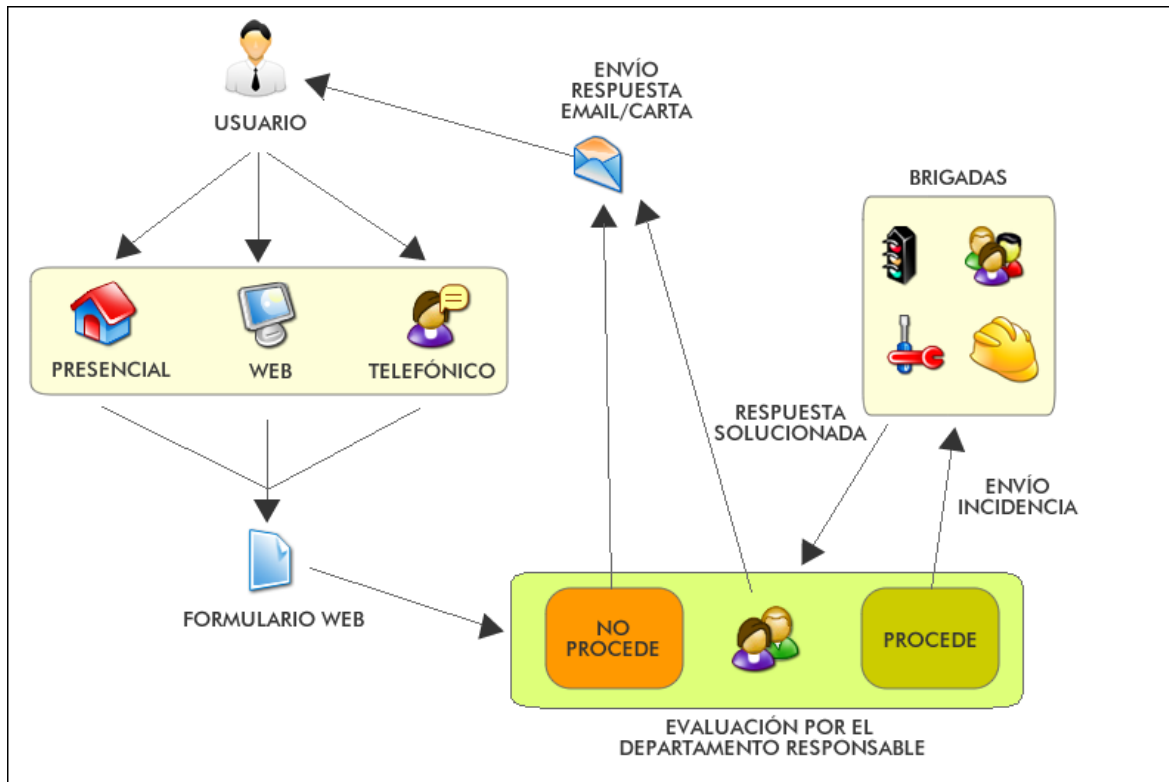 USUARIO
ENVÍO
RESPUESTA
EMAIL/CARTA
BRIGADAS
PRESENCIAL
WEB
TELEFÓNICO
RESPUESTA
SOLUCIONADA
ENVÍO
INCIDENCIA
FORMULARIO WEB
NO
PROCEDE
PROCEDE
EVALUACIÓN POR EL
DEPARTAMENTO RESPONSABLE